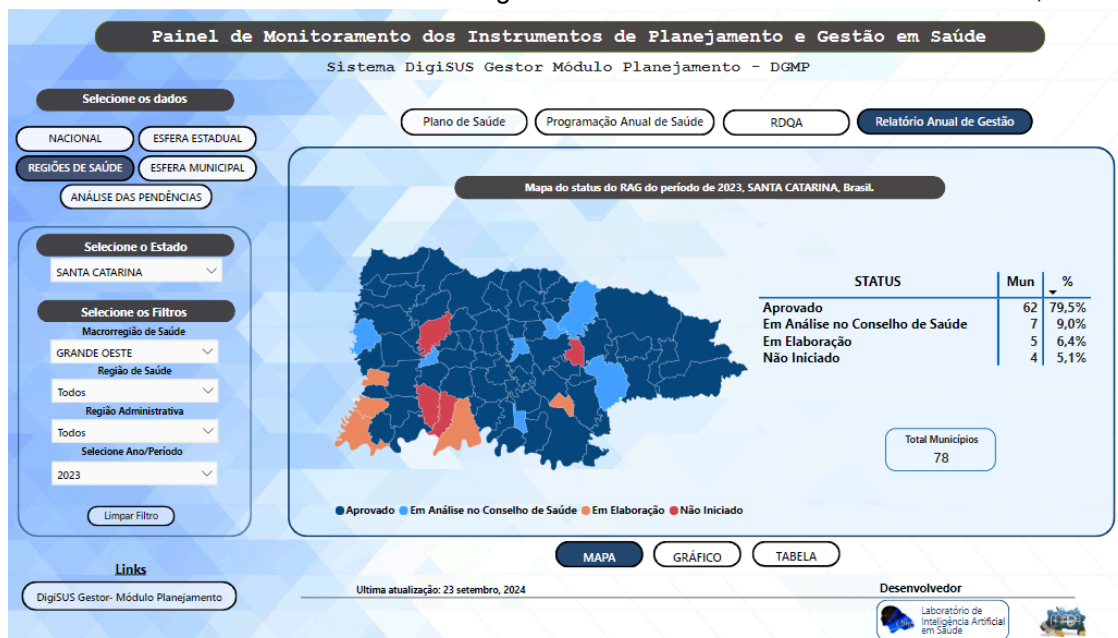 Painel de Monitoramento dos Instrumentos de Planejamento e Gestão em Saúde
Sistema DigiSUS Gestor Módulo Planejamento - DGMP
Selecione os dados
NACIONAL
ESFERA ESTADUAL
REGIÕES DE SAÚDE
ESFERA MUNICIPAL
ANÁLISE DAS PENDÊNCIAS
Plano de Saúde
Programação Anual de Saúde
RDQA
Relatório Anual de Gestão
Selecione o Estado
SANTA CATARINA
Selecione os Filtros
Macrorregião de Saúde
GRANDE OESTE
Região de Saúde
Todos
Região Administrativa
Todos
Selecione Ano/Período
2023
Limpar Filtro
Mapa do status do RAG do período de 2023, SANTA CATARINA, Brasil.
STATUS Mun %
Aprovado 62 79,5%
Em Análise no Conselho de Saúde 7 9,0%
Em Elaboração 5 6,4%
Não Iniciado 4 5,1%
Total Municípios
78
Aprovado Em Análise no Conselho de Saúde Em Elaboração Não Iniciado
MAPA
GRÁFICO
TABELA
Links
DigiSUS Gestor- Módulo Planejamento
Ultima atualização: 23 setembro, 2024
Desenvolvedor
Laboratório de
Inteligência Artificial
em Saúde